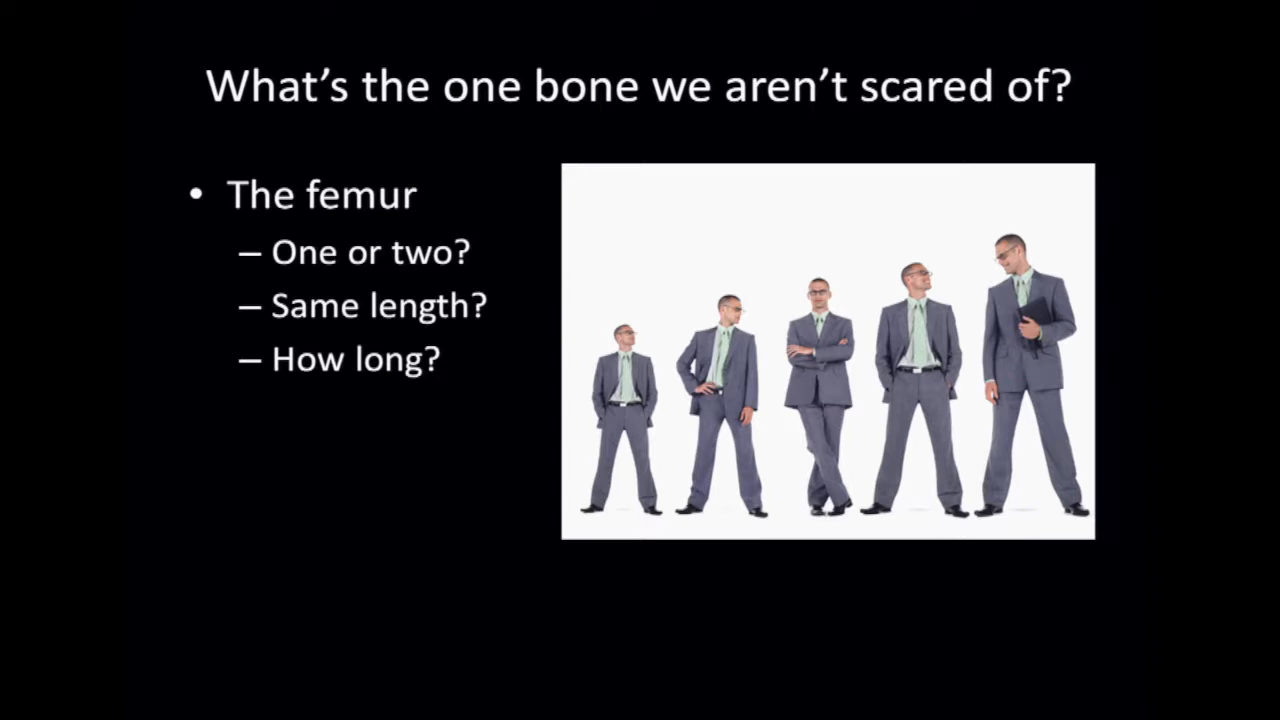 What’s the one bone we aren’t scared of?
• The femur
– One or two?
– Same length?
– How long?